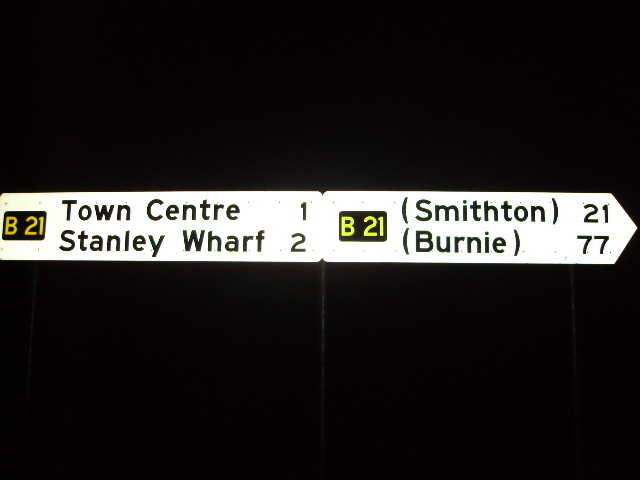 B 21 Town Centre 1
Stanley Wharf 2
B 21 (Smithton) 21
(Burnie) 77